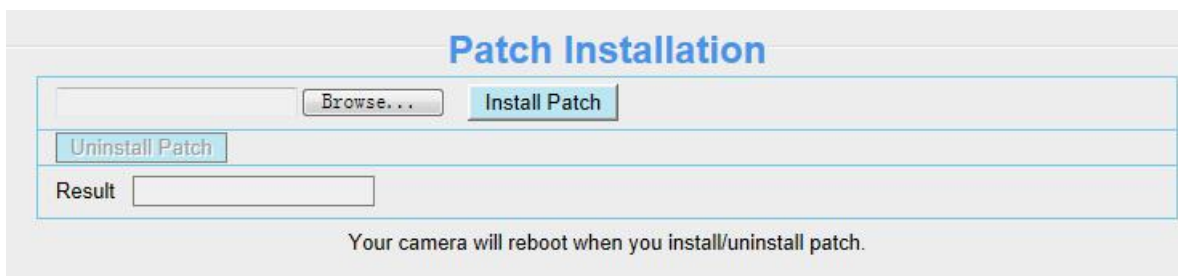 Patch Installation
Browse... Install Patch
Uninstall Patch
Result
Your camera will reboot when you install/uninstall patch.